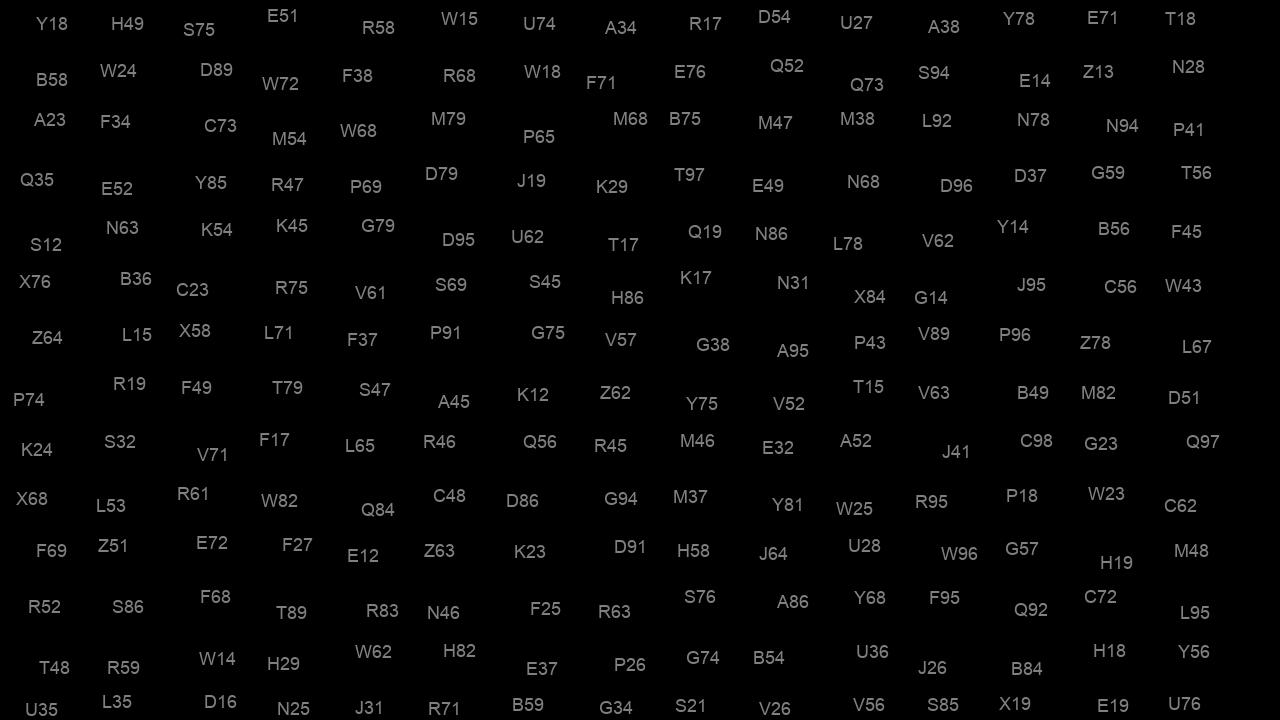 Y18 H49 S75 E51 R58 W15 U74 A34 R17 D54 U27 A38 Y78 E71 T18
B58 W24 D89 W72 F38 R68 W18 F71 E76 Q52 Q73 S94 E14 Z13 N28
A23 F34 C73 M54 W68 M79 P65 M68 B75 M47 M38 L92 N78 N94 P41
Q35 E52 Y85 R47 P69 D79 J19 K29 T97 E49 N68 D96 D37 G59 T56
S12 N63 K54 K45 G79 D95 U62 T17 Q19 N86 L78 V62 Y14 B56 F45
X76 B36 C23 R75 V61 S69 S45 H86 K17 N31 X84 G14 J95 C56 W43
Z64 L15 X58 L71 F37 P91 G75 V57 G38 A95 P43 V89 P96 Z78 L67
P74 R19 F49 T79 S47 A45 K12 Z62 Y75 V52 T15 V63 B49 M82 D51
K24 S32 V71 F17 L65 R46 Q56 R45 M46 E32 A52 J41 C98 G23 Q97
X68 L53 R61 W82 Q84 C48 D86 G94 M37 Y81 W25 R95 P18 W23 C62
F69 Z51 E72 F27 E12 Z63 K23 D91 H58 J64 U28 W96 G57 H19 M48
R52 S86 F68 T89 R83 N46 F25 R63 S76 A86 Y68 F95 Q92 C72 L95
T48 R59 W14 H29 W62 H82 E37 P26 G74 B54 U36 J26 B84 H18 Y56
U35 L35 D16 N25 J31 R71 B59 G34 S21 V26 V56 S85 X19 E19 U76